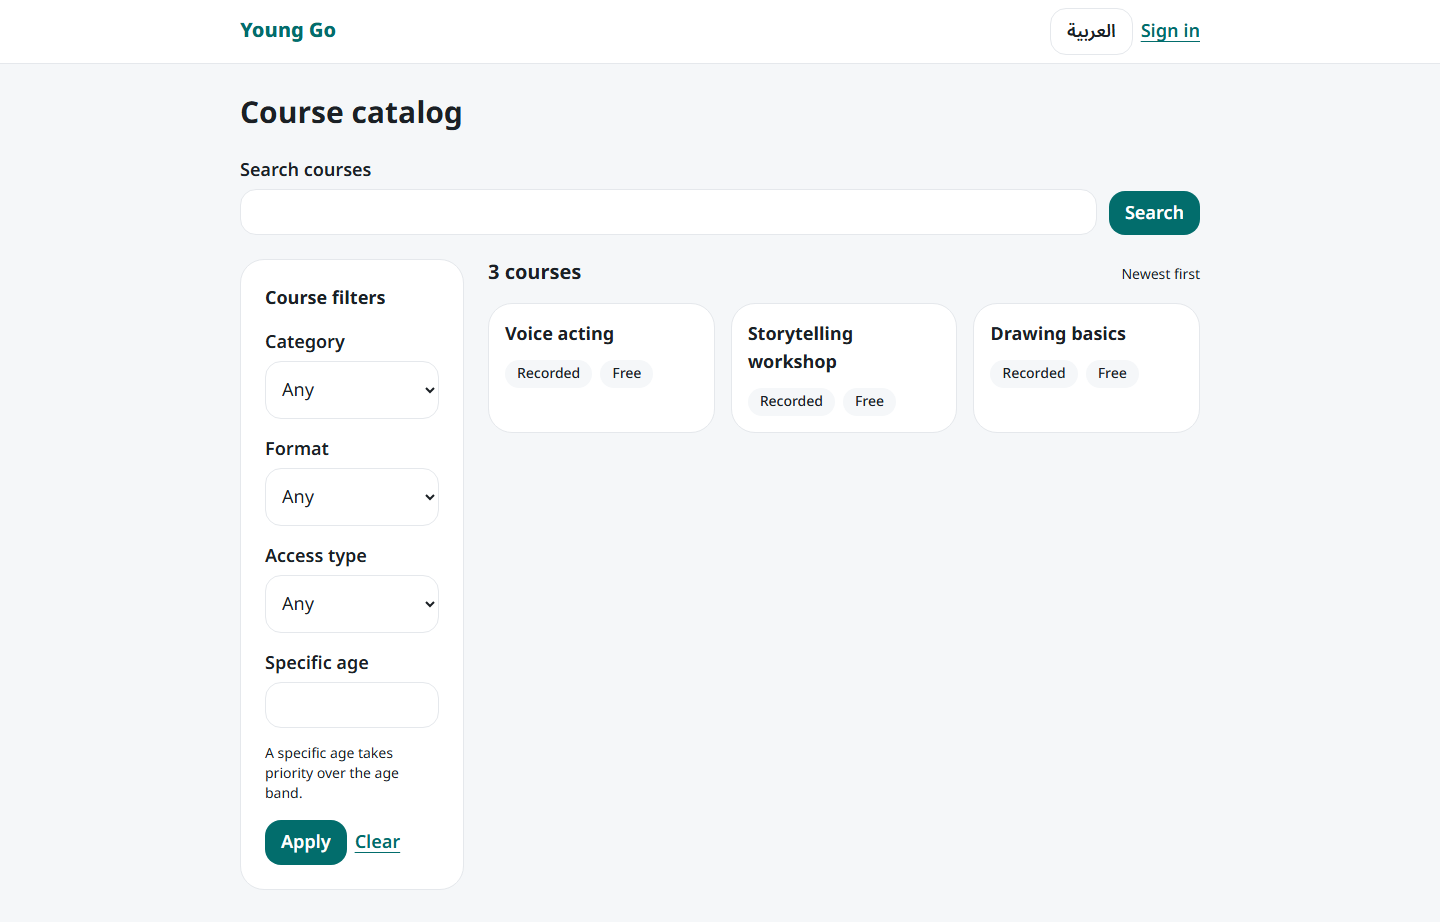 Young Go
العربية
Sign in
Course catalog
Search courses
Search
Course filters
Category
Any
Format
Any
Access type
Any
Specific age
A specific age takes
priority over the age
band.
Apply
Clear
3 courses
Newest first
Voice acting
Recorded
Free
Storytelling
workshop
Recorded
Free
Drawing basics
Recorded
Free